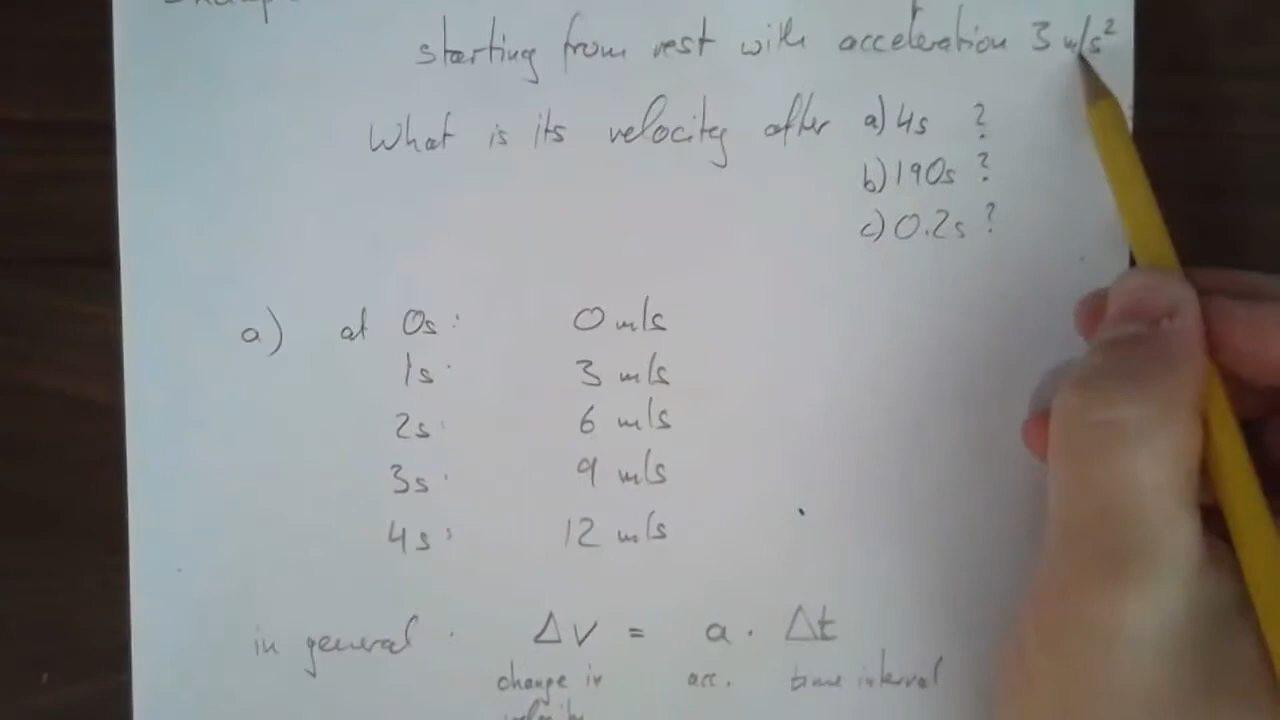 starting from rest with acceleration 3 m/s²
What is its velocity after a) 4s ?
b) 190s ?
c) 0.2s ?
a) at 0s: 0 m/s
1s: 3 m/s
2s: 6 m/s
3s: 9 m/s
4s: 12 m/s
in general: Δv = a · Δt
change in acc. time interval
velocity